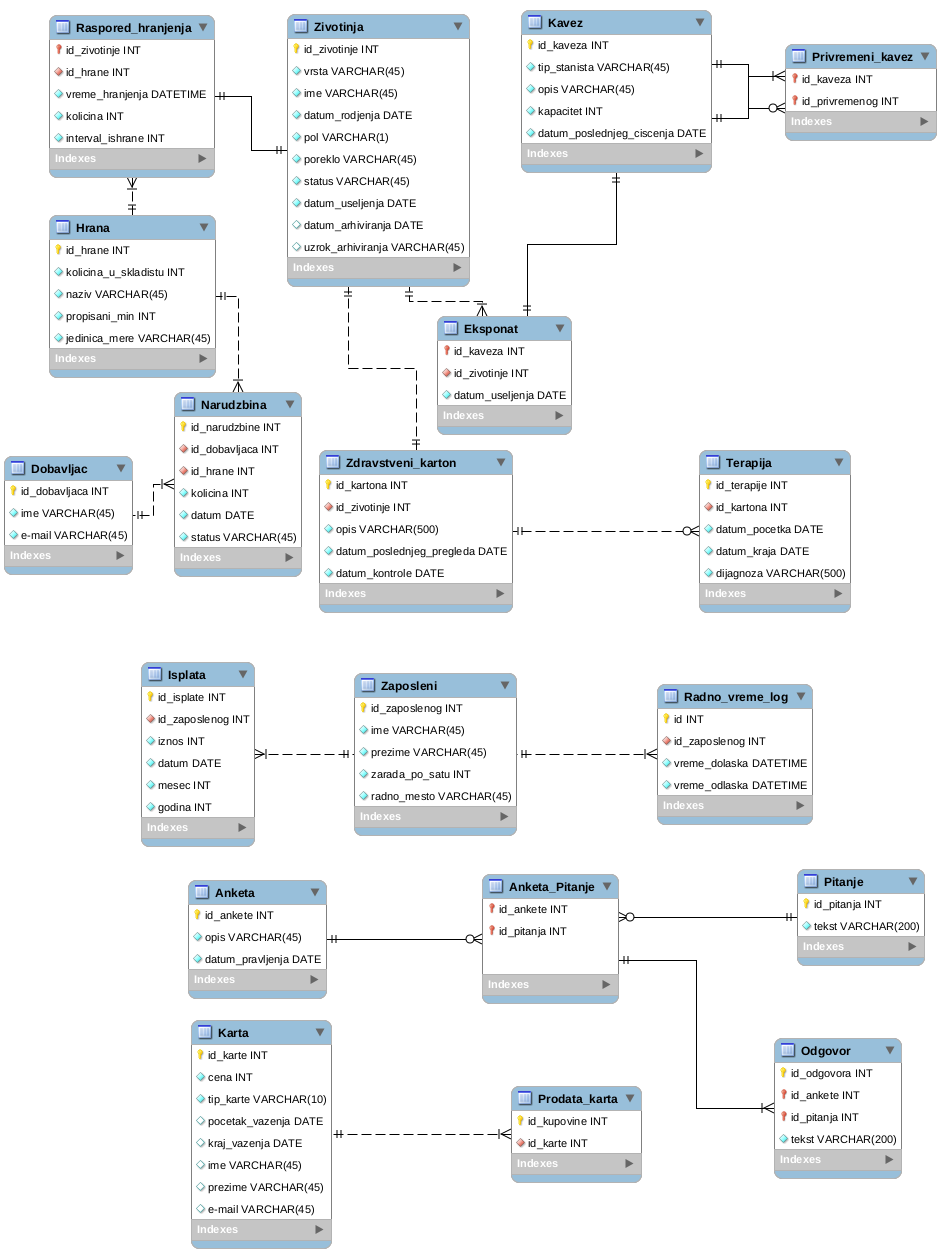 Raspored_hranjenja
id_zivotinje INT
id_hrane INT
vreme_hranjenja DATETIME
kolicina INT
interval_ishrane INT
Indexes
Zivotinja
id_zivotinje INT
vrsta VARCHAR(45)
ime VARCHAR(45)
datum_rodjenja DATE
pol VARCHAR(1)
poreklo VARCHAR(45)
status VARCHAR(45)
datum_useljenja DATE
datum_arhiviranja DATE
uzrok_arhiviranja VARCHAR(45)
Indexes
Kavez
id_kaveza INT
tip_stanista VARCHAR(45)
opis VARCHAR(45)
kapacitet INT
datum_poslednjeg_ciscenja DATE
Indexes
Privremeni_kavez
id_kaveza INT
id_privremenog INT
Indexes
Hrana
id_hrane INT
kolicina_u_skladistu INT
naziv VARCHAR(45)
propisani_min INT
jedinica_mere VARCHAR(45)
Indexes
Eksponat
id_kaveza INT
id_zivotinje INT
datum_useljenja DATE
Indexes
Narudzbina
id_narudzbine INT
id_dobavljaca INT
id_hrane INT
kolicina INT
datum DATE
status VARCHAR(45)
Indexes
Dobavljac
id_dobavljaca INT
ime VARCHAR(45)
e-mail VARCHAR(45)
Indexes
Zdravstveni_karton
id_kartona INT
id_zivotinje INT
opis VARCHAR(500)
datum_poslednjeg_pregleda DATE
datum_kontrole DATE
Indexes
Terapija
id_terapije INT
id_kartona INT
datum_pocetka DATE
datum_kraja DATE
dijagnoza VARCHAR(500)
Indexes
Isplata
id_isplate INT
id_zaposlenog INT
iznos INT
datum DATE
mesec INT
godina INT
Indexes
Zaposleni
id_zaposlenog INT
ime VARCHAR(45)
prezime VARCHAR(45)
zarada_po_satu INT
radno_mesto VARCHAR(45)
Indexes
Radno_vreme_log
id INT
id_zaposlenog INT
vreme_dolaska DATETIME
vreme_odlaska DATETIME
Indexes
Anketa
id_ankete INT
opis VARCHAR(45)
datum_pravljenja DATE
Indexes
Anketa_Pitanje
id_ankete INT
id_pitanja INT
Indexes
Pitanje
id_pitanja INT
tekst VARCHAR(200)
Indexes
Karta
id_karte INT
cena INT
tip_karte VARCHAR(10)
pocetak_vazenja DATE
kraj_vazenja DATE
ime VARCHAR(45)
prezime VARCHAR(45)
e-mail VARCHAR(45)
Indexes
Prodata_karta
id_kupovine INT
id_karte INT
Indexes
Odgovor
id_odgovora INT
id_ankete INT
id_pitanja INT
tekst VARCHAR(200)
Indexes